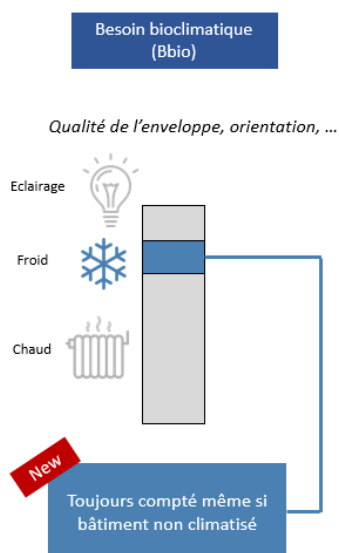 Besoin bioclimatique
(Bbio)
Qualité de l'enveloppe, orientation, …
Eclairage
Froid
Chaud
New
Toujours compté même si
bâtiment non climatisé